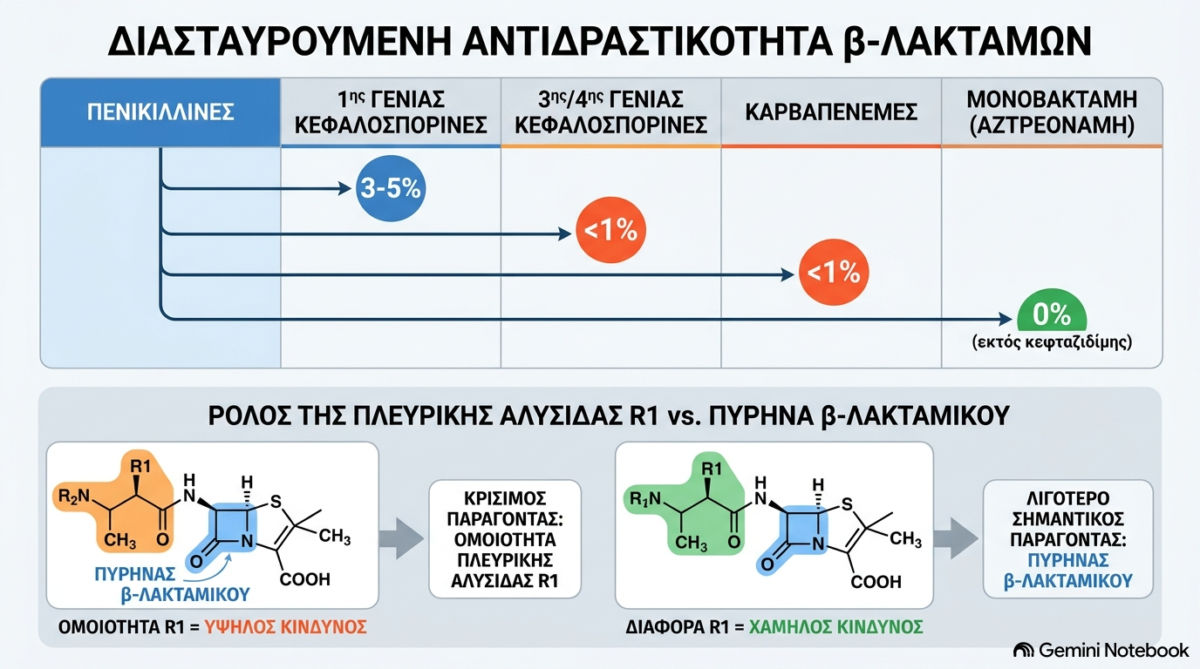 ΔΙΑΣΤΑΥΡΟΥΜΕΝΗ ΑΝΤΙΔΡΑΣΤΙΚΟΤΗΤΑ β-ΛΑΚΤΑΜΩΝ
ΠΕΝΙΚΙΛΛΙΝΕΣ
1ης ΓΕΝΙΑΣ
ΚΕΦΑΛΟΣΠΟΡΙΝΕΣ
3ης/4ης ΓΕΝΙΑΣ
ΚΕΦΑΛΟΣΠΟΡΙΝΕΣ
ΚΑΡΒΑΠΕΝΕΜΕΣ
ΜΟΝΟΒΑΚΤΑΜΗ
(ΑΖΤΡΕΟΝΑΜΗ)
3-5%
<1%
<1%
0%
(εκτός κεφταζιδίμης)
ΡΟΛΟΣ ΤΗΣ ΠΛΕΥΡΙΚΗΣ ΑΛΥΣΙΔΑΣ R1 vs. ΠΥΡΗΝΑ β-ΛΑΚΤΑΜΙΚΟΥ
R1
R₂N
H
N
H
S
CH₃
O
O
N
CH₃
COOH
ΠΥΡΗΝΑΣ
β-ΛΑΚΤΑΜΙΚΟΥ
ΟΜΟΙΟΤΗΤΑ R1 = ΥΨΗΛΟΣ ΚΙΝΔΥΝΟΣ
ΚΡΙΣΙΜΟΣ
ΠΑΡΑΓΟΝΤΑΣ:
ΟΜΟΙΟΤΗΤΑ
ΠΛΕΥΡΙΚΗΣ
ΑΛΥΣΙΔΑΣ R1
R1
R₁N
H
N
H
S
CH₃
O
O
N
CH₃
COOH
ΔΙΑΦΟΡΑ R1 = ΧΑΜΗΛΟΣ ΚΙΝΔΥΝΟΣ
ΛΙΓΟΤΕΡΟ
ΣΗΜΑΝΤΙΚΟΣ
ΠΑΡΑΓΟΝΤΑΣ:
ΠΥΡΗΝΑΣ
β-ΛΑΚΤΑΜΙΚΟΥ
Gemini Notebook